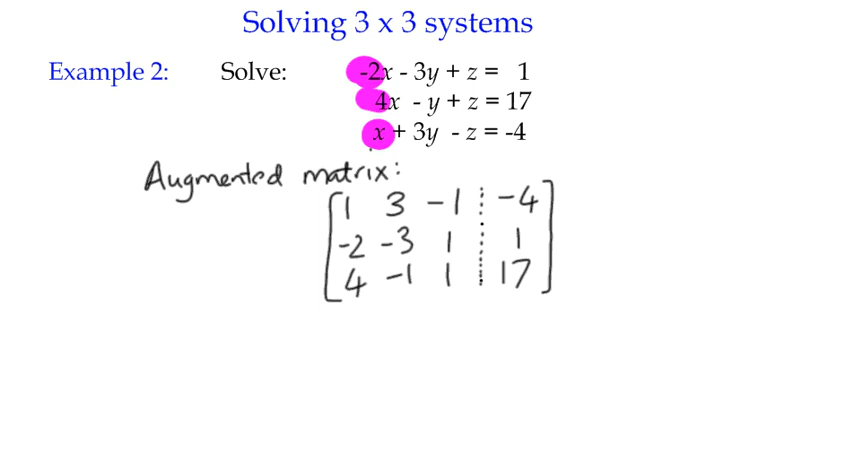 Solving 3 x 3 systems
Example 2: Solve: -2x - 3y + z = 1
4x - y + z = 17
x + 3y - z = -4
Augmented matrix:
1 3 -1 -4
-2 -3 1 1
4 -1 1 17